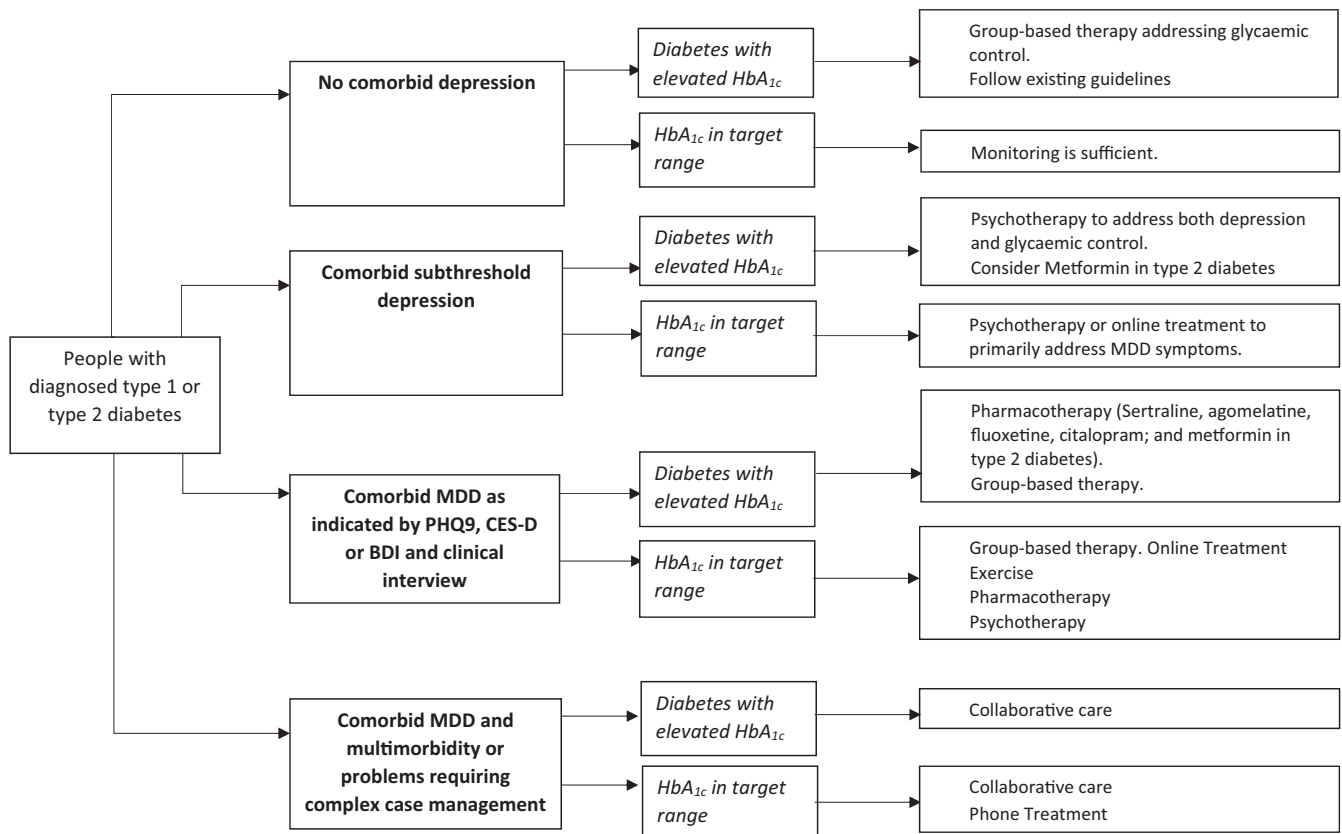 People with
diagnosed type 1 or
type 2 diabetes
No comorbid depression
Diabetes with
elevated HbA1c
Group-based therapy addressing glycaemic
control.
Follow existing guidelines
HbA1c in target
range
Monitoring is sufficient.
Comorbid subthreshold
depression
Diabetes with
elevated HbA1c
Psychotherapy to address both depression
and glycaemic control.
Consider Metformin in type 2 diabetes
HbA1c in target
range
Psychotherapy or online treatment to
primarily address MDD symptoms.
Comorbid MDD as
indicated by PHQ9, CES-D
or BDI and clinical
interview
Diabetes with
elevated HbA1c
Pharmacotherapy (Sertraline, agomelatine,
fluoxetine, citalopram; and metformin in
type 2 diabetes).
Group-based therapy.
HbA1c in target
range
Group-based therapy. Online Treatment
Exercise
Pharmacotherapy
Psychotherapy
Comorbid MDD and
multimorbidity or
problems requiring
complex case management
Diabetes with
elevated HbA1c
Collaborative care
HbA1c in target
range
Collaborative care
Phone Treatment